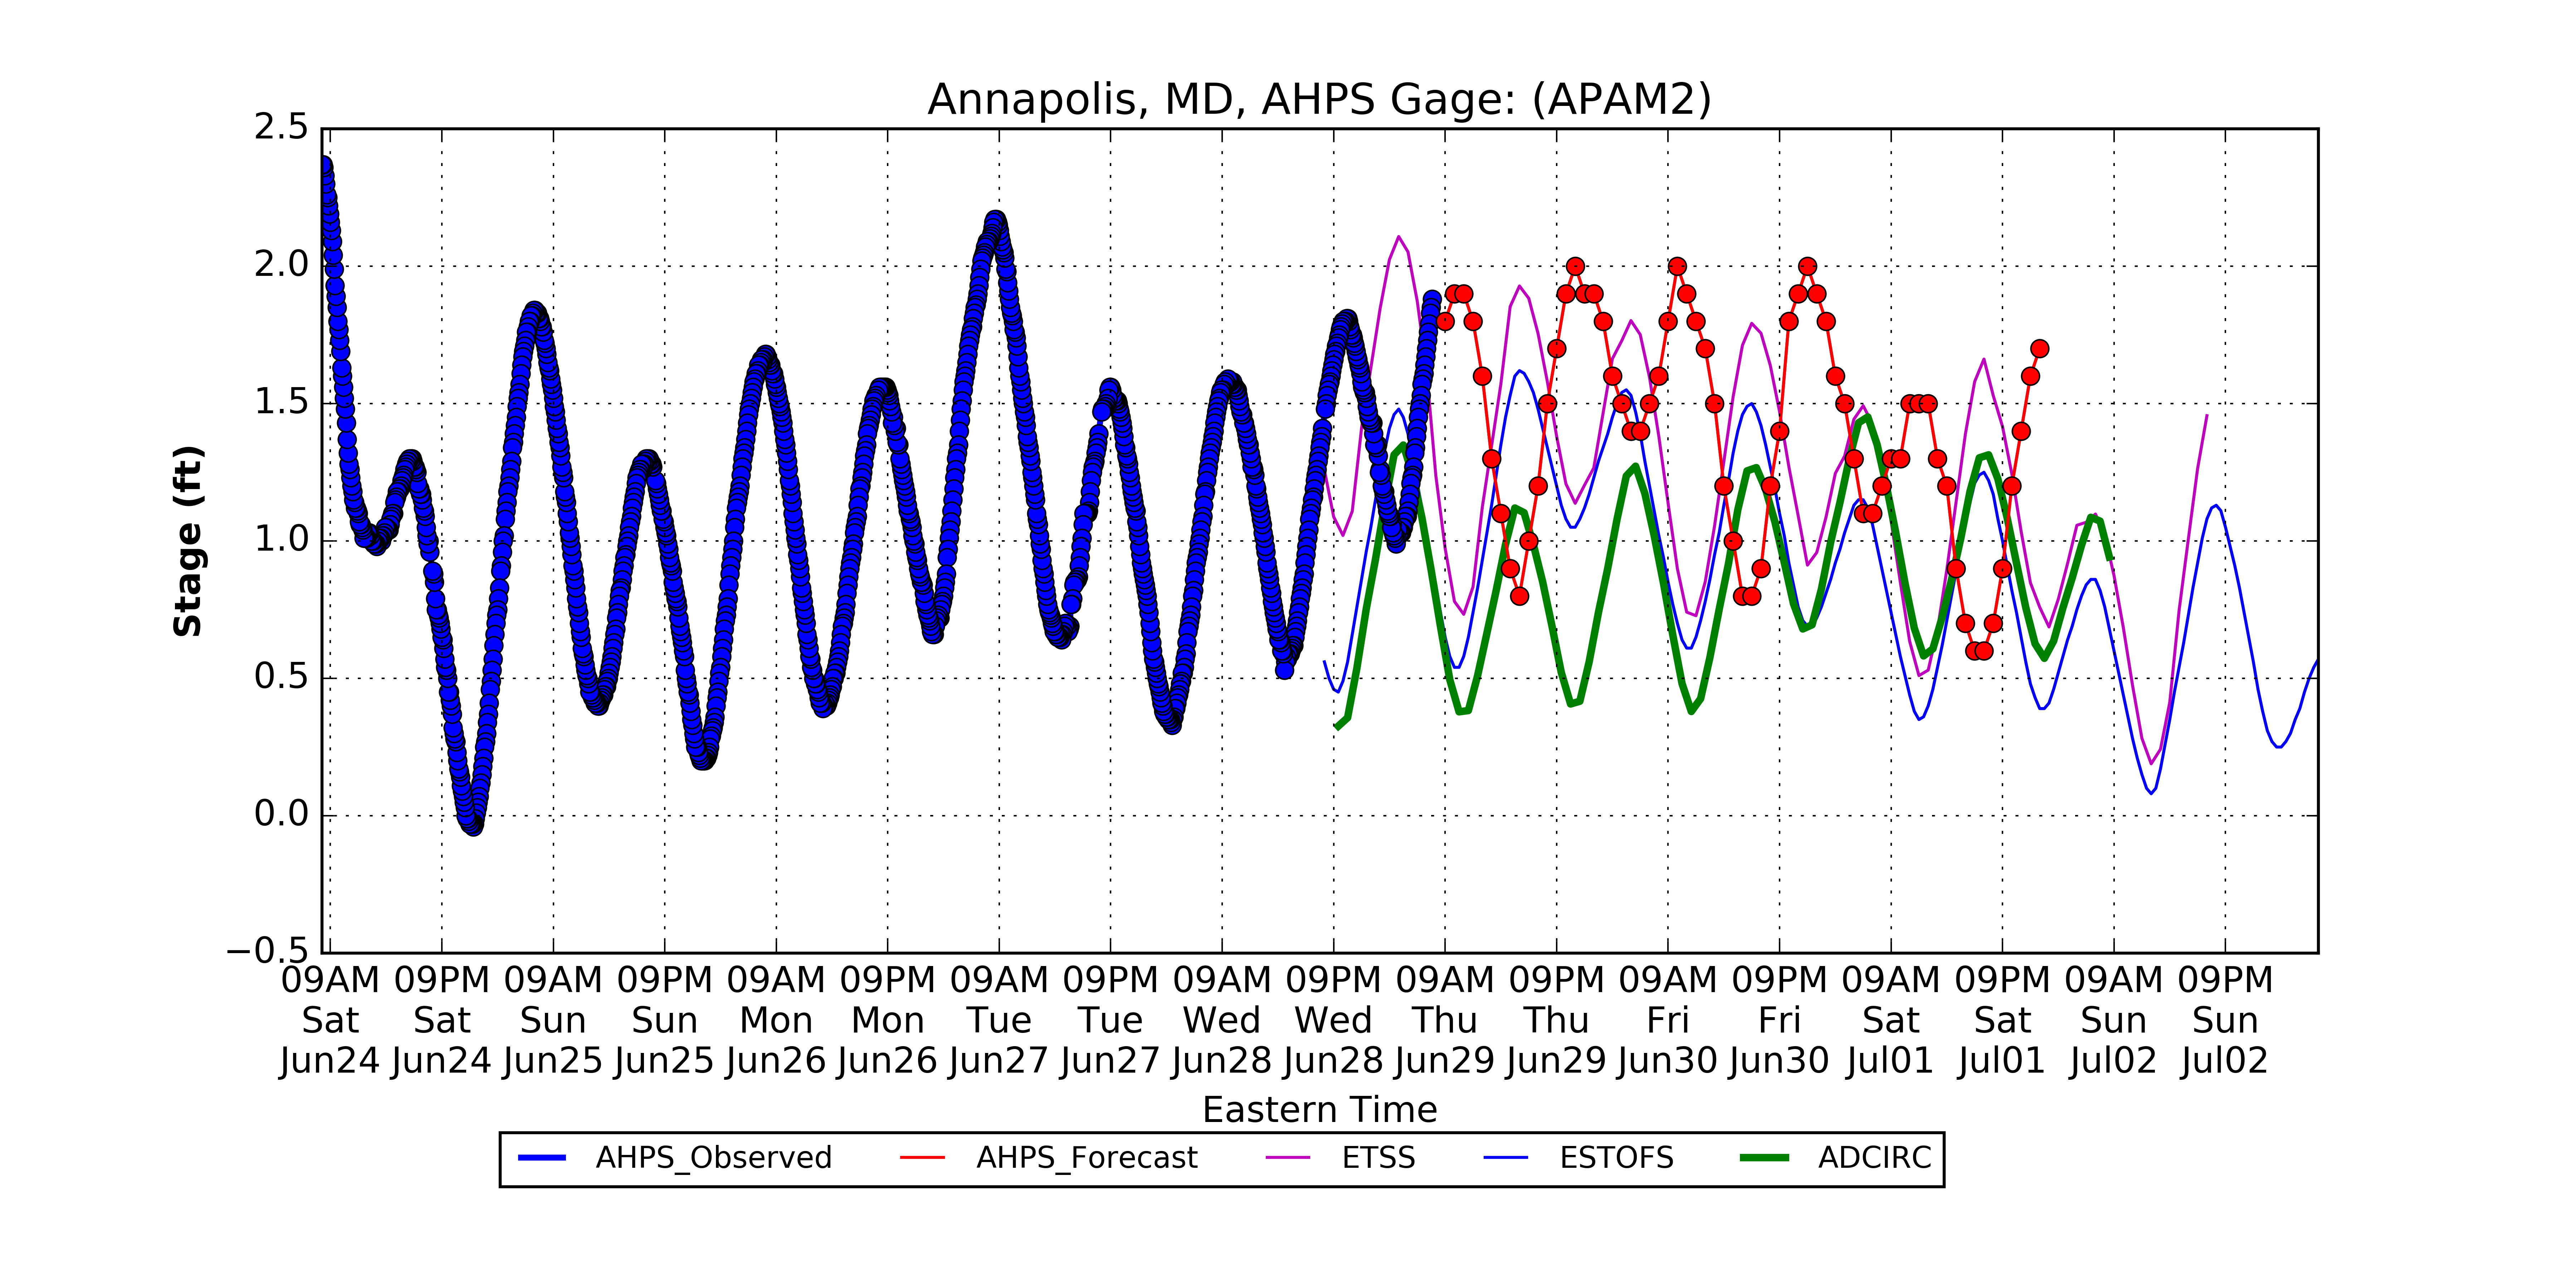 Annapolis, MD, AHPS Gage: (APAM2)
2.5
2.0
1.5
1.0
0.5
0.0
−0.5
Stage (ft)
09AM 09PM 09AM 09PM 09AM 09PM 09AM 09PM 09AM 09PM 09AM 09PM 09AM 09PM 09AM 09PM 09AM 09PM
Sat Sat Sun Sun Mon Mon Tue Tue Wed Wed Thu Thu Fri Fri Sat Sat Sun Sun
Jun24 Jun24 Jun25 Jun25 Jun26 Jun26 Jun27 Jun27 Jun28 Jun28 Jun29 Jun29 Jun30 Jun30 Jul01 Jul01 Jul02 Jul02
Eastern Time
AHPS_Observed AHPS_Forecast ETSS ESTOFS ADCIRC